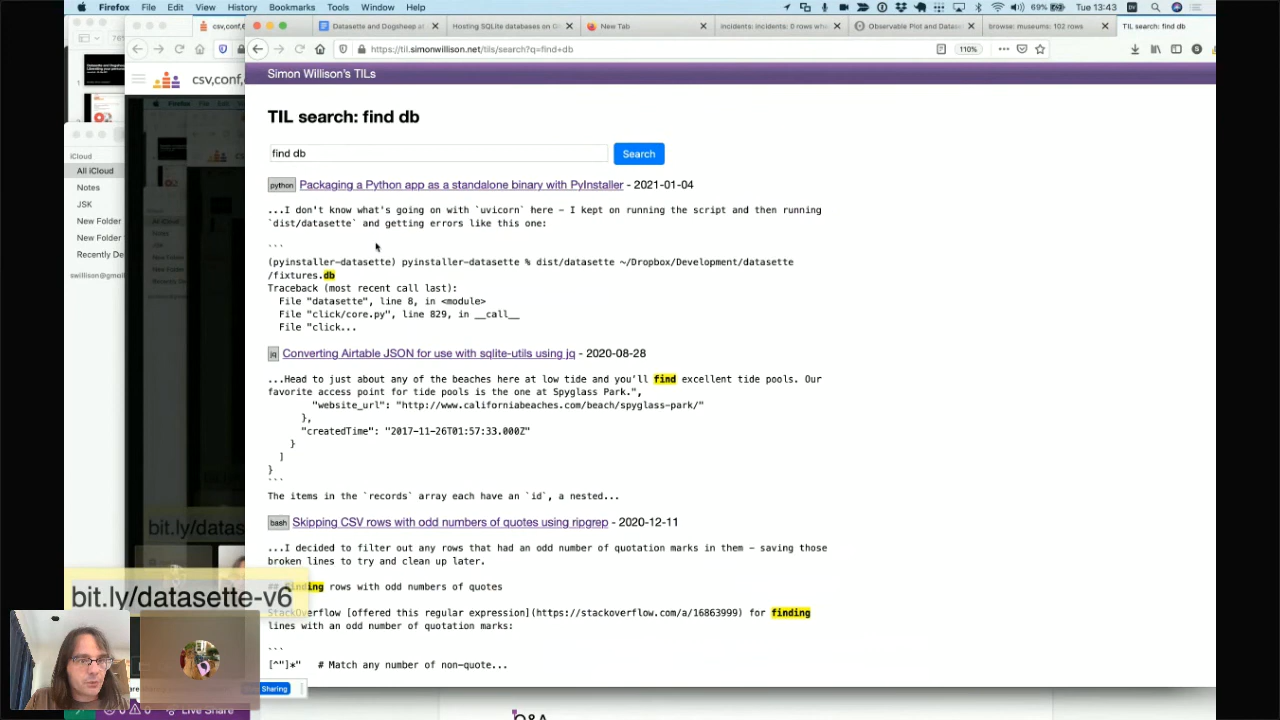 Firefox File Edit View History Bookmarks Tools Window Help 69% Tue 13:43
csv,conf,
Datasette and Dogsheep at
Hosting SQLite databases on G
New Tab
Incidents: incidents: 0 rows whe
Observable Plot and Datase
Browse: museums: 102 rows
TIL search: find db
https://til.simonwillison.net/tils/search?q=find+db
110%
csv,conf,
Simon Willison's TILs
TIL search: find db
find db
Search
iCloud
All iCloud
Notes
JSK
New Folder
New Folder
Recently De
swillison@gmail
python Packaging a Python app as a standalone binary with PyInstaller - 2021-01-04
...I don't know what's going on with `uvicorn` here - I kept on running the script and then running
`dist/datasette` and getting errors like this one:
```
(pyinstaller-datasette) pyinstaller-datasette % dist/datasette ~/Dropbox/Development/datasette
/fixtures.db
Traceback (most recent call last):
File "datasette", line 8, in <module>
File "click/core.py", line 829, in __call__
File "click...
jq Converting Airtable JSON for use with sqlite-utils using jq - 2020-08-28
...Head to just about any of the beaches here at low tide and you’ll find excellent tide pools. Our
favorite access point for tide pools is the one at Spyglass Park.",
"website_url": "http://www.californiabeaches.com/beach/spyglass-park/"
},
"createdTime": "2017-11-26T01:57:33.000Z"
}
]
}
```
The items in the `records` array each have an `id`, a nested...
bash Skipping CSV rows with odd numbers of quotes using ripgrep - 2020-12-11
...I decided to filter out any rows that had an odd number of quotation marks in them - saving those
broken lines to try and clean up later.
## Finding rows with odd numbers of quotes
StackOverflow [offered this regular expression](https://stackoverflow.com/a/16863999) for finding
lines with an odd number of quotation marks:
```
[^"]*" # Match any number of non-quote...
bit.ly/datas
bit.ly/datasette-v6
Sharing
0 0 Live Share
Q&A